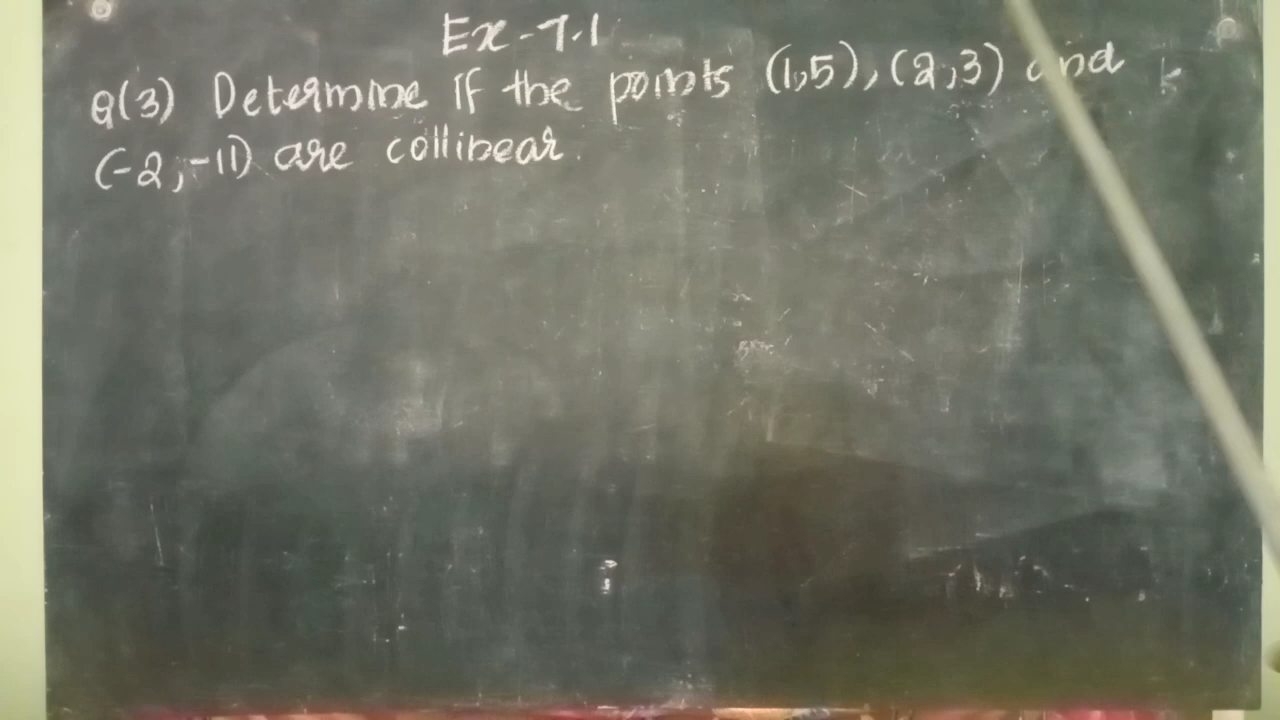 Ex-7.1
Q(3) Determine If the points (1,5), (2,3) and
(-2,-11) are collinear.